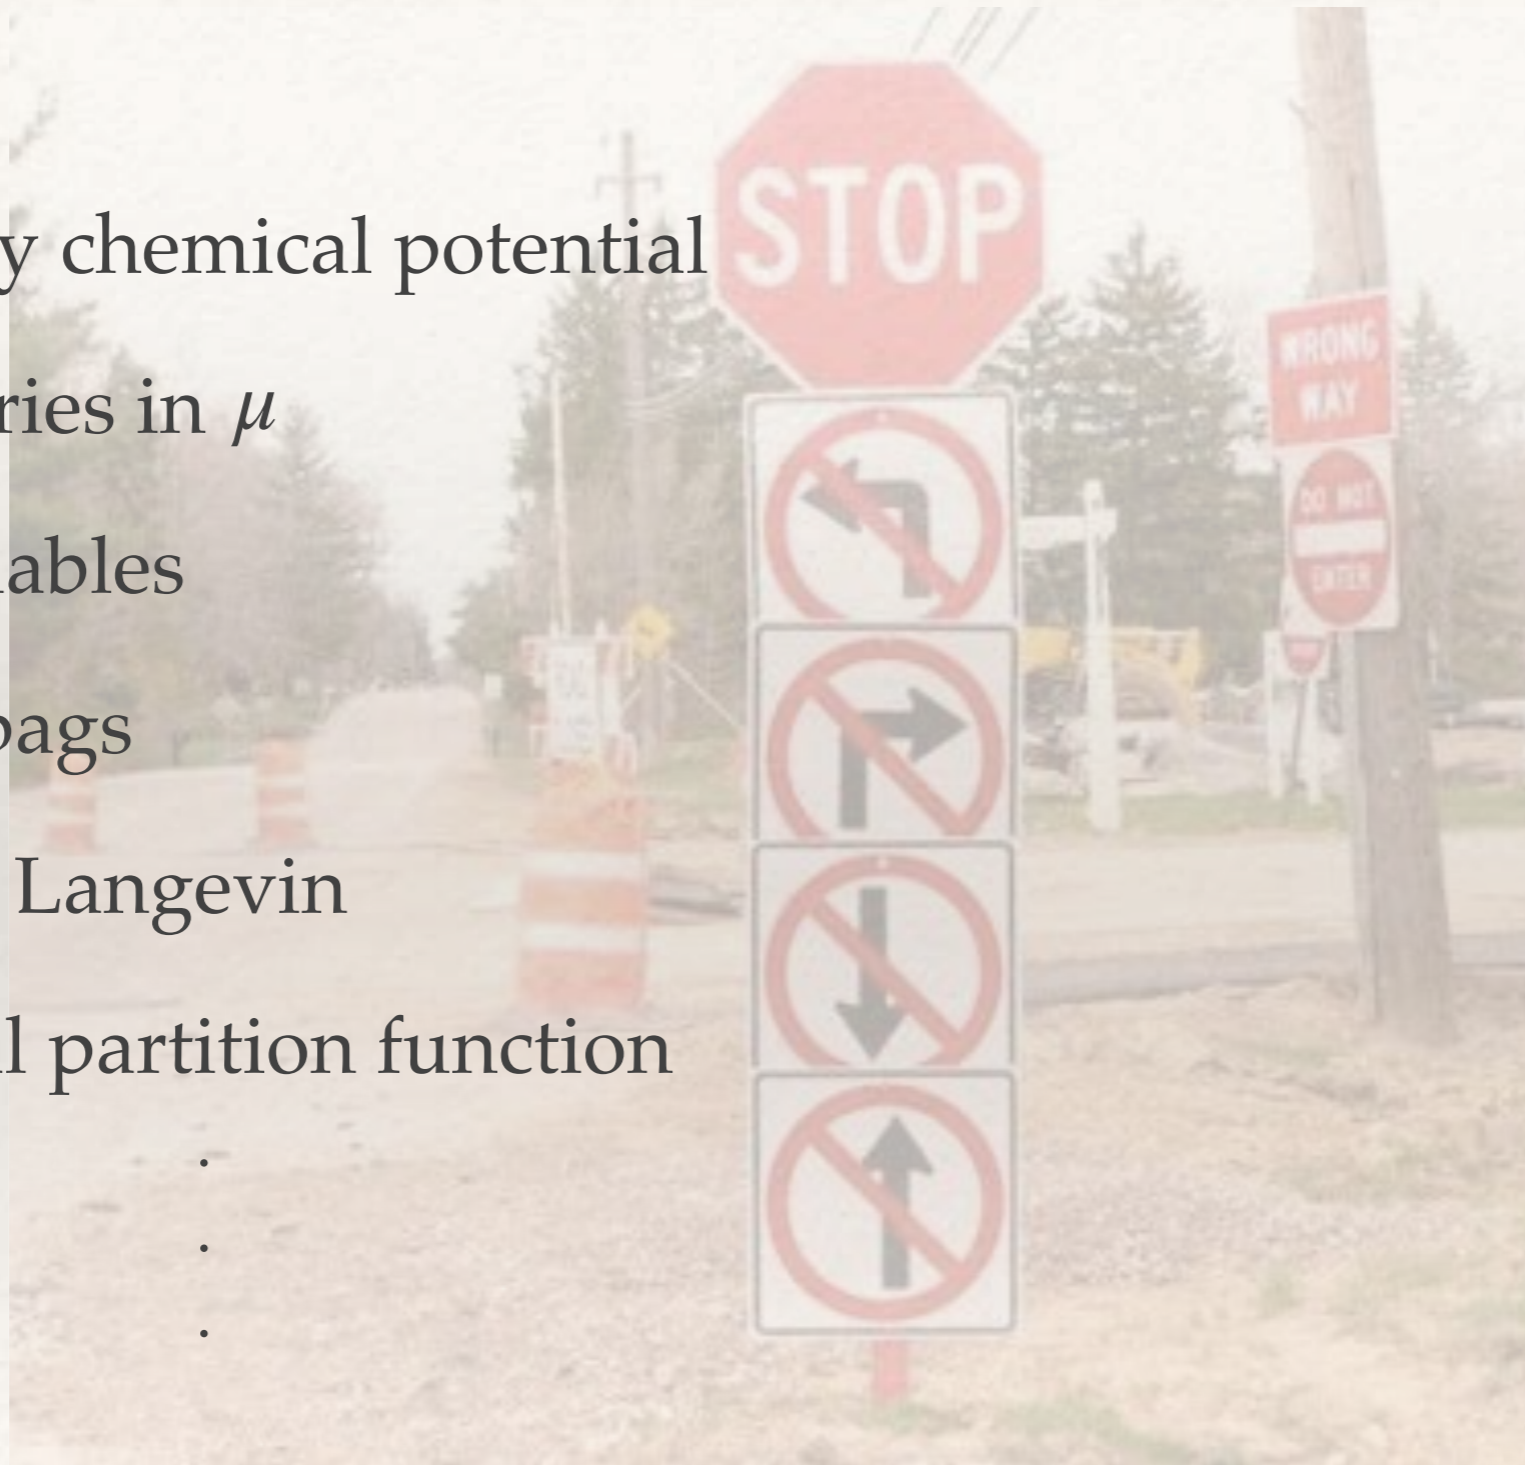 y chemical potential
ries in μ
ables
bags
Langevin
l partition function
.
.
.
STOP
WRONG
WAY
DO NOT
ENTER